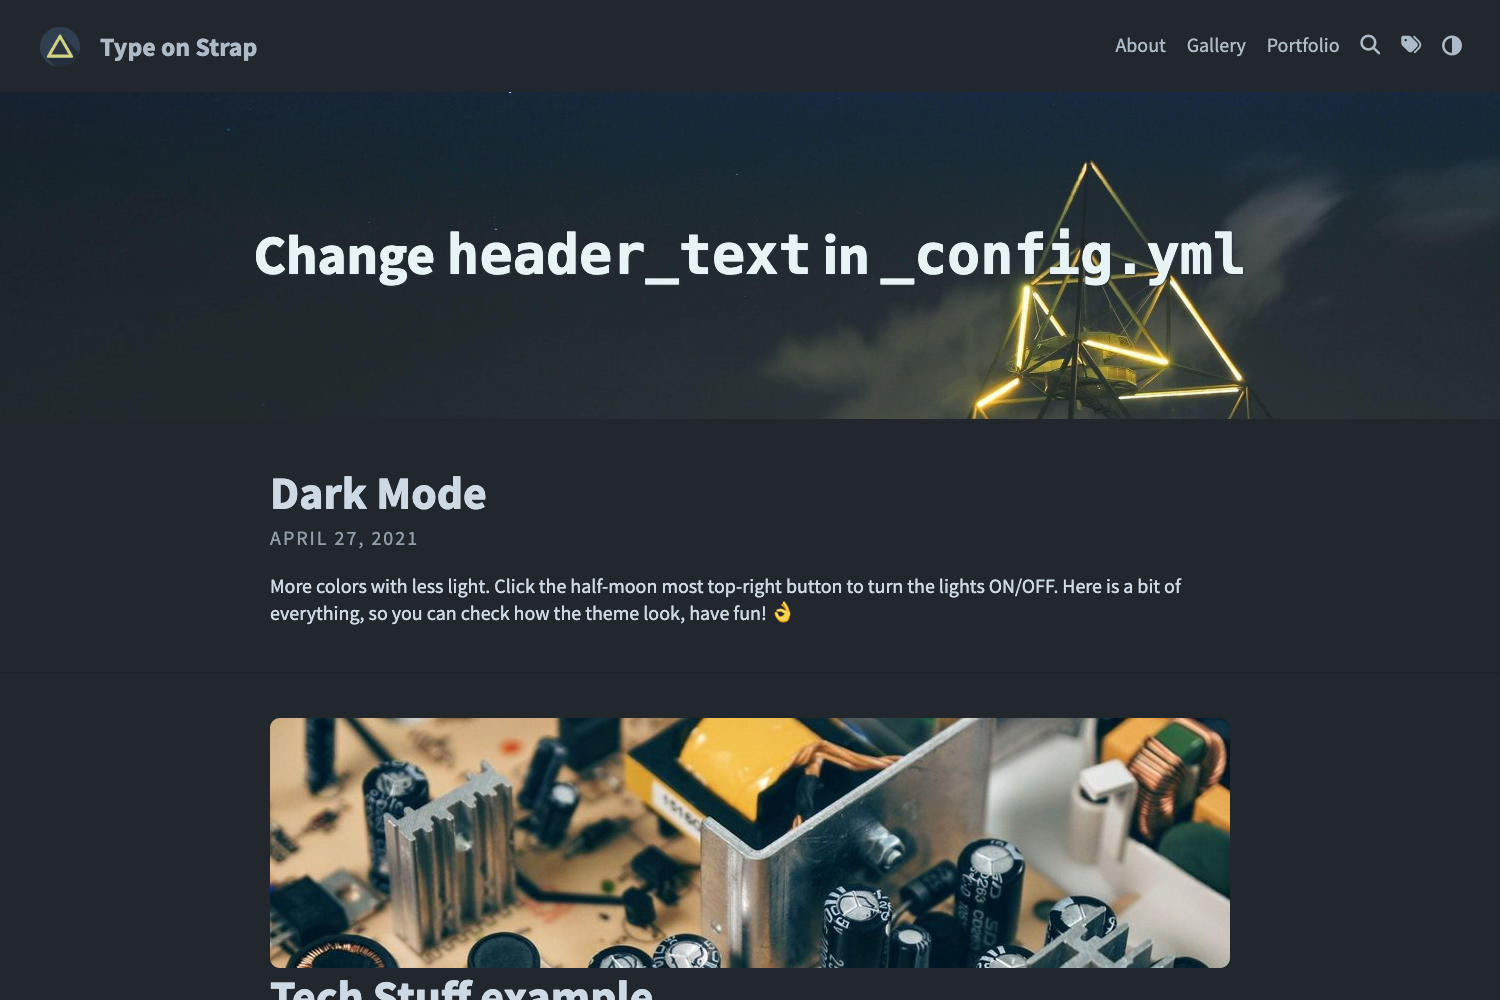 Type on Strap
About Gallery Portfolio
Change header_text in _config.yml
Dark Mode
APRIL 27, 2021
More colors with less light. Click the half-moon most top-right button to turn the lights ON/OFF. Here is a bit of
everything, so you can check how the theme look, have fun! 👌
Tech Stuff example